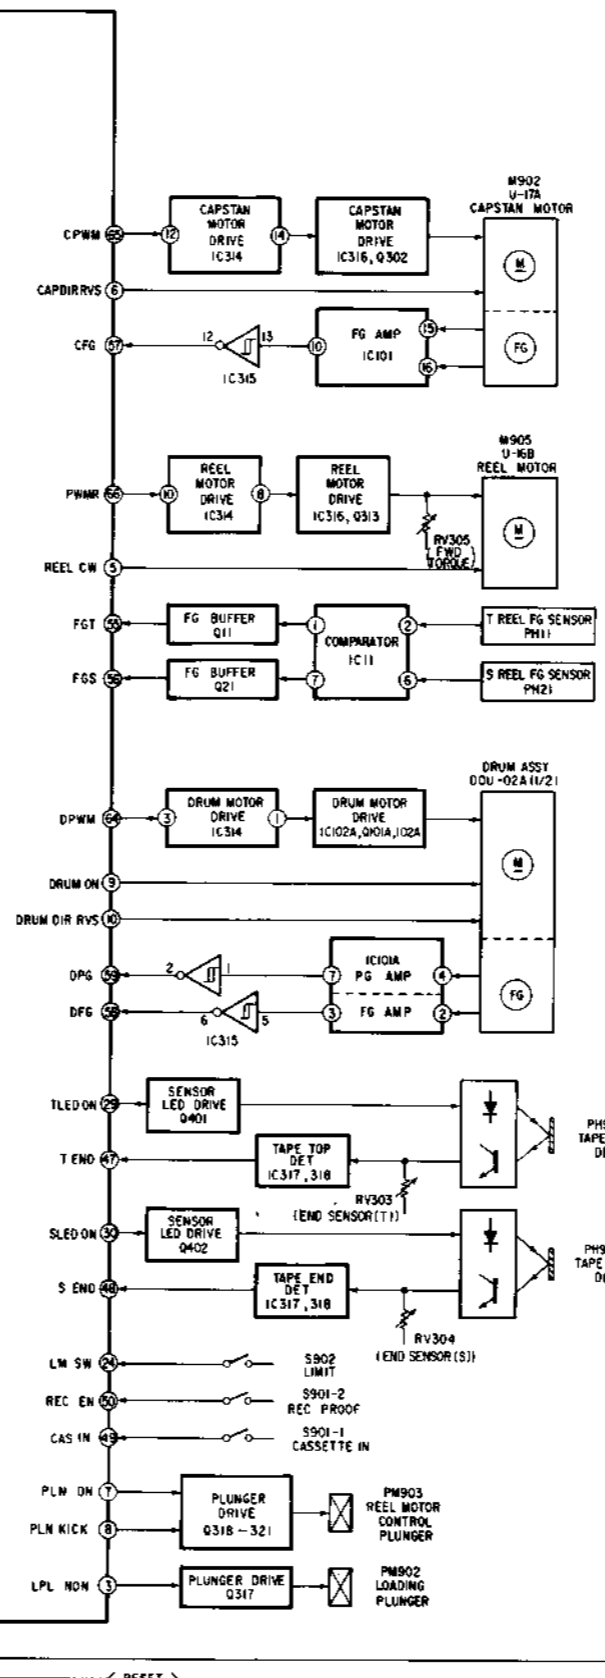 M902
U-17A
CAPSTAN MOTOR
CPWM 65 12 CAPSTAN MOTOR DRIVE IC314 14 CAPSTAN MOTOR DRIVE IC316, Q302 M
CAPDIRRVS 6
CFG 57 12 13 IC315 10 FG AMP IC101 15 16 FG
M905
U-16B
REEL MOTOR
PWMR 66 10 REEL MOTOR DRIVE IC314 8 REEL MOTOR DRIVE IC316, Q313 M
RV305
(FWD TORQUE)
REEL CW 5
FGT 55 FG BUFFER Q11 1 COMPARATOR IC11 2 T REEL FG SENSOR PH11
FGS 56 FG BUFFER Q21 7 6 S REEL FG SENSOR PH21
DRUM ASSY
DOU-02A (1/2)
DPWM 64 3 DRUM MOTOR DRIVE IC314 1 DRUM MOTOR DRIVE IC102A,Q101A,102A
M
DRUM ON 9
DRUM DIR RVS 10
DPG 59 2 1 7 IC101A PG AMP 4
DFG 58 6 5 3 FG AMP 2 FG
IC315
TLED ON 29 SENSOR LED DRIVE Q401
T END 47 TAPE TOP DET IC317, 318
RV303
(END SENSOR(T))
SLED ON 30 SENSOR LED DRIVE Q402
S END 48 TAPE END DET IC317, 318
RV304
(END SENSOR(S))
LM SW 24 S902 LIMIT
REC EN 50 S901-2 REC PROOF
CAS IN 49 S901-1 CASSETTE IN
PLN ON 7 PLUNGER DRIVE Q318-321 PM903 REEL MOTOR CONTROL PLUNGER
PLN KICK 8
LPL NON 3 PLUNGER DRIVE Q317 PM902 LOADING PLUNGER
RESET